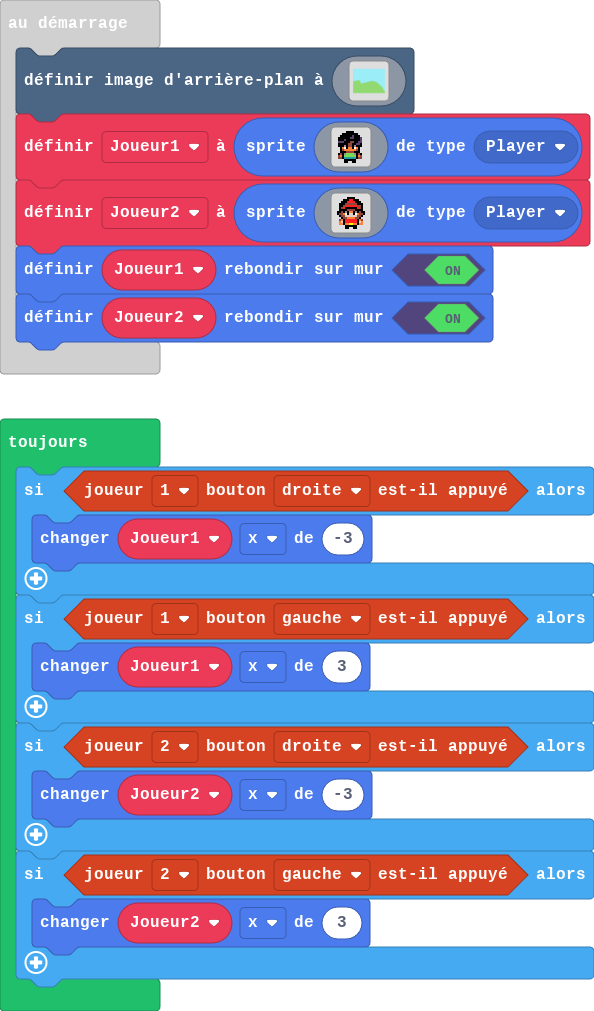 au démarrage
définir image d'arrière-plan à
définir Joueur1 à sprite de type Player
définir Joueur2 à sprite de type Player
définir Joueur1 rebondir sur mur ON
définir Joueur2 rebondir sur mur ON
toujours
si joueur 1 bouton droite est-il appuyé alors
changer Joueur1 x de -3
si joueur 1 bouton gauche est-il appuyé alors
changer Joueur1 x de 3
si joueur 2 bouton droite est-il appuyé alors
changer Joueur2 x de -3
si joueur 2 bouton gauche est-il appuyé alors
changer Joueur2 x de 3